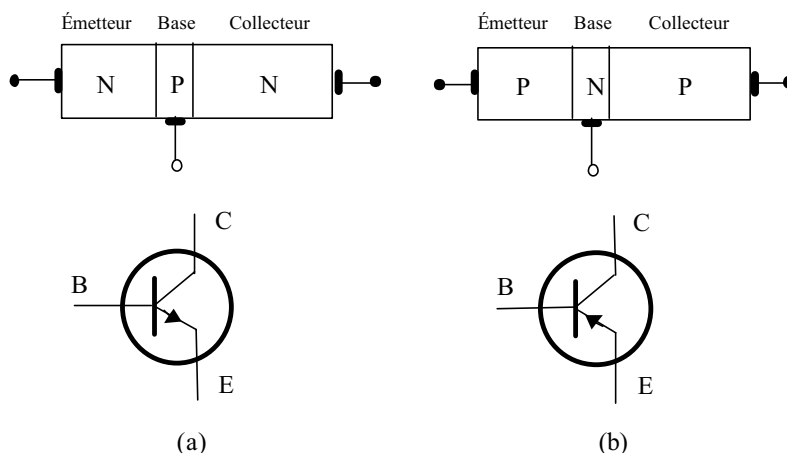 Émetteur Base Collecteur
N P N
C
B
E
(a)
Émetteur Base Collecteur
P N P
C
B
E
(b)